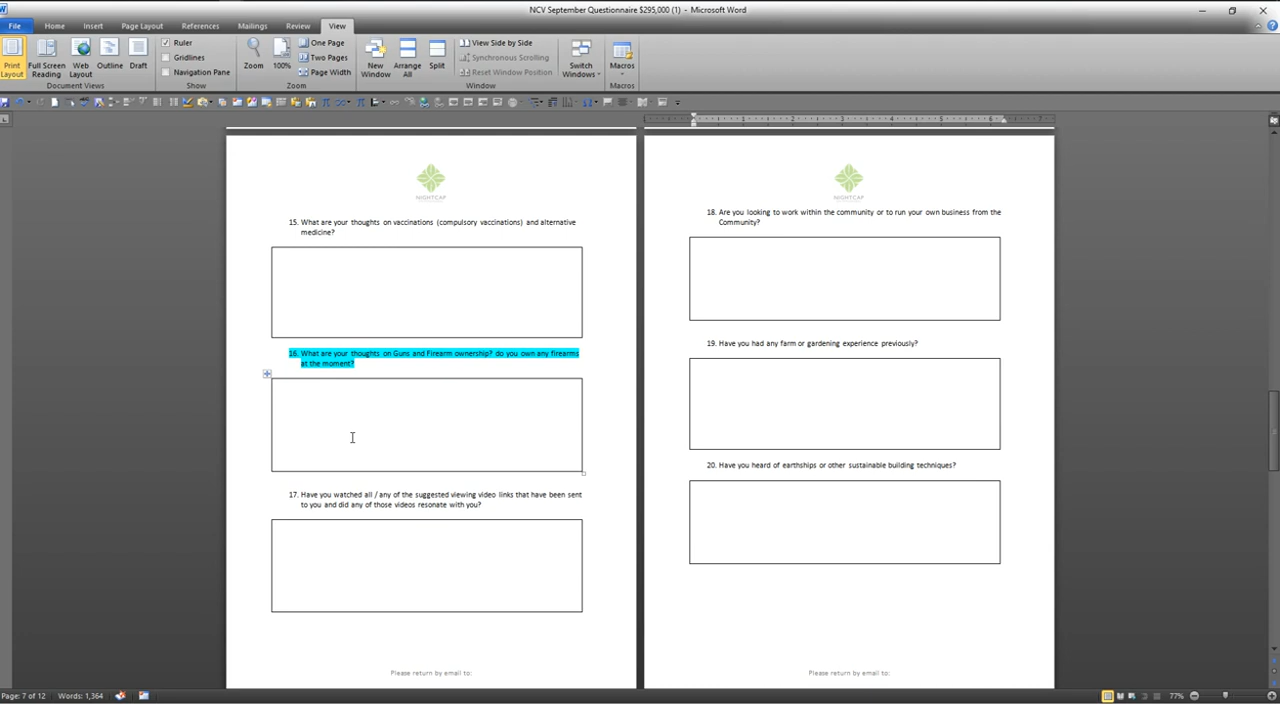 NCV September Questionnaire $295,000 (1) - Microsoft Word
File Home Insert Page Layout References Mailings Review View
Print Layout
Full Screen Reading
Web Layout
Outline
Draft
Document Views
Ruler
Gridlines
Navigation Pane
Show
Zoom
100%
One Page
Two Pages
Page Width
Zoom
New Window
Arrange All
Split
View Side by Side
Synchronous Scrolling
Reset Window Position
Window
Switch Windows
Macros
Macros
NIGHTCAP
15. What are your thoughts on vaccinations (compulsory vaccinations) and alternative
medicine?
16. What are your thoughts on Guns and Firearm ownership? do you own any firearms
at the moment?
17. Have you watched all / any of the suggested viewing video links that have been sent
to you and did any of those videos resonate with you?
Please return by email to:
NIGHTCAP
18. Are you looking to work within the community or to run your own business from the
Community?
19. Have you had any farm or gardening experience previously?
20. Have you heard of earthships or other sustainable building techniques?
Please return by email to:
Page: 7 of 12 Words: 1,364 77%